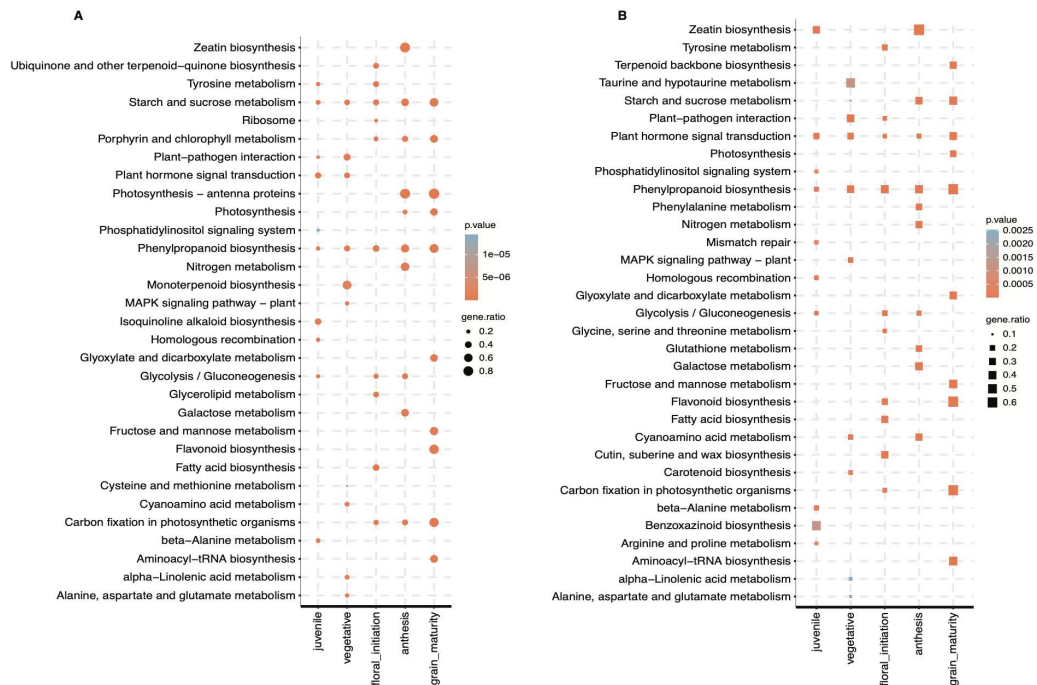 A
Zeatin biosynthesis
Ubiquinone and other terpenoid−quinone biosynthesis
Tyrosine metabolism
Starch and sucrose metabolism
Ribosome
Porphyrin and chlorophyll metabolism
Plant−pathogen interaction
Plant hormone signal transduction
Photosynthesis − antenna proteins
Photosynthesis
Phosphatidylinositol signaling system
Phenylpropanoid biosynthesis
Nitrogen metabolism
Monoterpenoid biosynthesis
MAPK signaling pathway − plant
Isoquinoline alkaloid biosynthesis
Homologous recombination
Glyoxylate and dicarboxylate metabolism
Glycolysis / Gluconeogenesis
Glycerolipid metabolism
Galactose metabolism
Fructose and mannose metabolism
Flavonoid biosynthesis
Fatty acid biosynthesis
Cysteine and methionine metabolism
Cyanoamino acid metabolism
Carbon fixation in photosynthetic organisms
beta−Alanine metabolism
Aminoacyl−tRNA biosynthesis
alpha−Linolenic acid metabolism
Alanine, aspartate and glutamate metabolism
juvenile
vegetative
floral_initiation
anthesis
grain_maturity
p.value
1e−05
5e−06
gene.ratio
0.2
0.4
0.6
0.8
B
Zeatin biosynthesis
Tyrosine metabolism
Terpenoid backbone biosynthesis
Taurine and hypotaurine metabolism
Starch and sucrose metabolism
Plant−pathogen interaction
Plant hormone signal transduction
Photosynthesis
Phosphatidylinositol signaling system
Phenylpropanoid biosynthesis
Phenylalanine metabolism
Nitrogen metabolism
Mismatch repair
MAPK signaling pathway − plant
Homologous recombination
Glyoxylate and dicarboxylate metabolism
Glycolysis / Gluconeogenesis
Glycine, serine and threonine metabolism
Glutathione metabolism
Galactose metabolism
Fructose and mannose metabolism
Flavonoid biosynthesis
Fatty acid biosynthesis
Cyanoamino acid metabolism
Cutin, suberine and wax biosynthesis
Carotenoid biosynthesis
Carbon fixation in photosynthetic organisms
beta−Alanine metabolism
Benzoxazinoid biosynthesis
Arginine and proline metabolism
Aminoacyl−tRNA biosynthesis
alpha−Linolenic acid metabolism
Alanine, aspartate and glutamate metabolism
juvenile
vegetative
floral_initiation
anthesis
grain_maturity
p.value
0.0025
0.0020
0.0015
0.0010
0.0005
gene.ratio
0.1
0.2
0.3
0.4
0.5
0.6